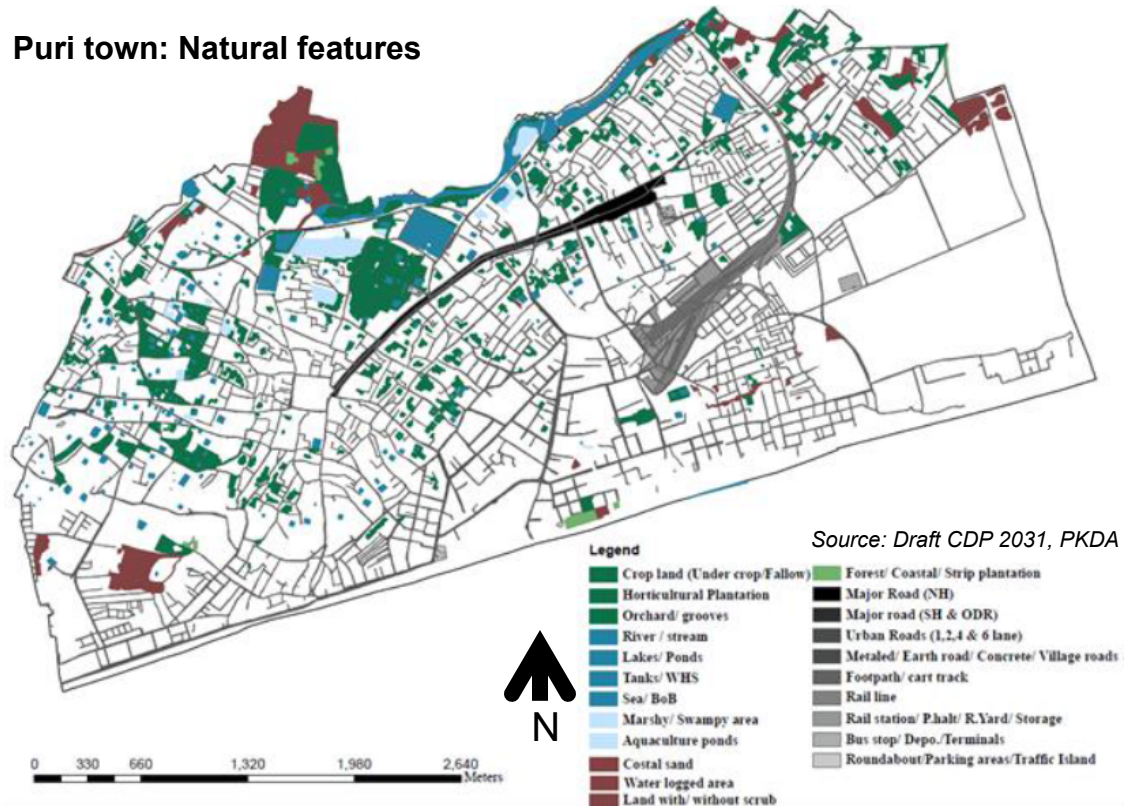 Puri town: Natural features
Source: Draft CDP 2031, PKDA
Legend
Crop land (Under crop/Fallow)
Horticultural Plantation
Orchard/ grooves
River / stream
Lakes/ Ponds
Tanks/ WHS
Sea/ BoB
Marshy/ Swampy area
Aquaculture ponds
Costal sand
Water logged area
Land with/ without scrub
Forest/ Coastal/ Strip plantation
Major Road (NH)
Major road (SH & ODR)
Urban Roads (1,2,4 & 6 lane)
Metaled/ Earth road/ Concrete/ Village roads
Footpath/ cart track
Rail line
Rail station/ P.halt/ R.Yard/ Storage
Bus stop/ Depo./Terminals
Roundabout/Parking areas/Traffic Island
N
0 330 660 1,320 1,980 2,640
Meters